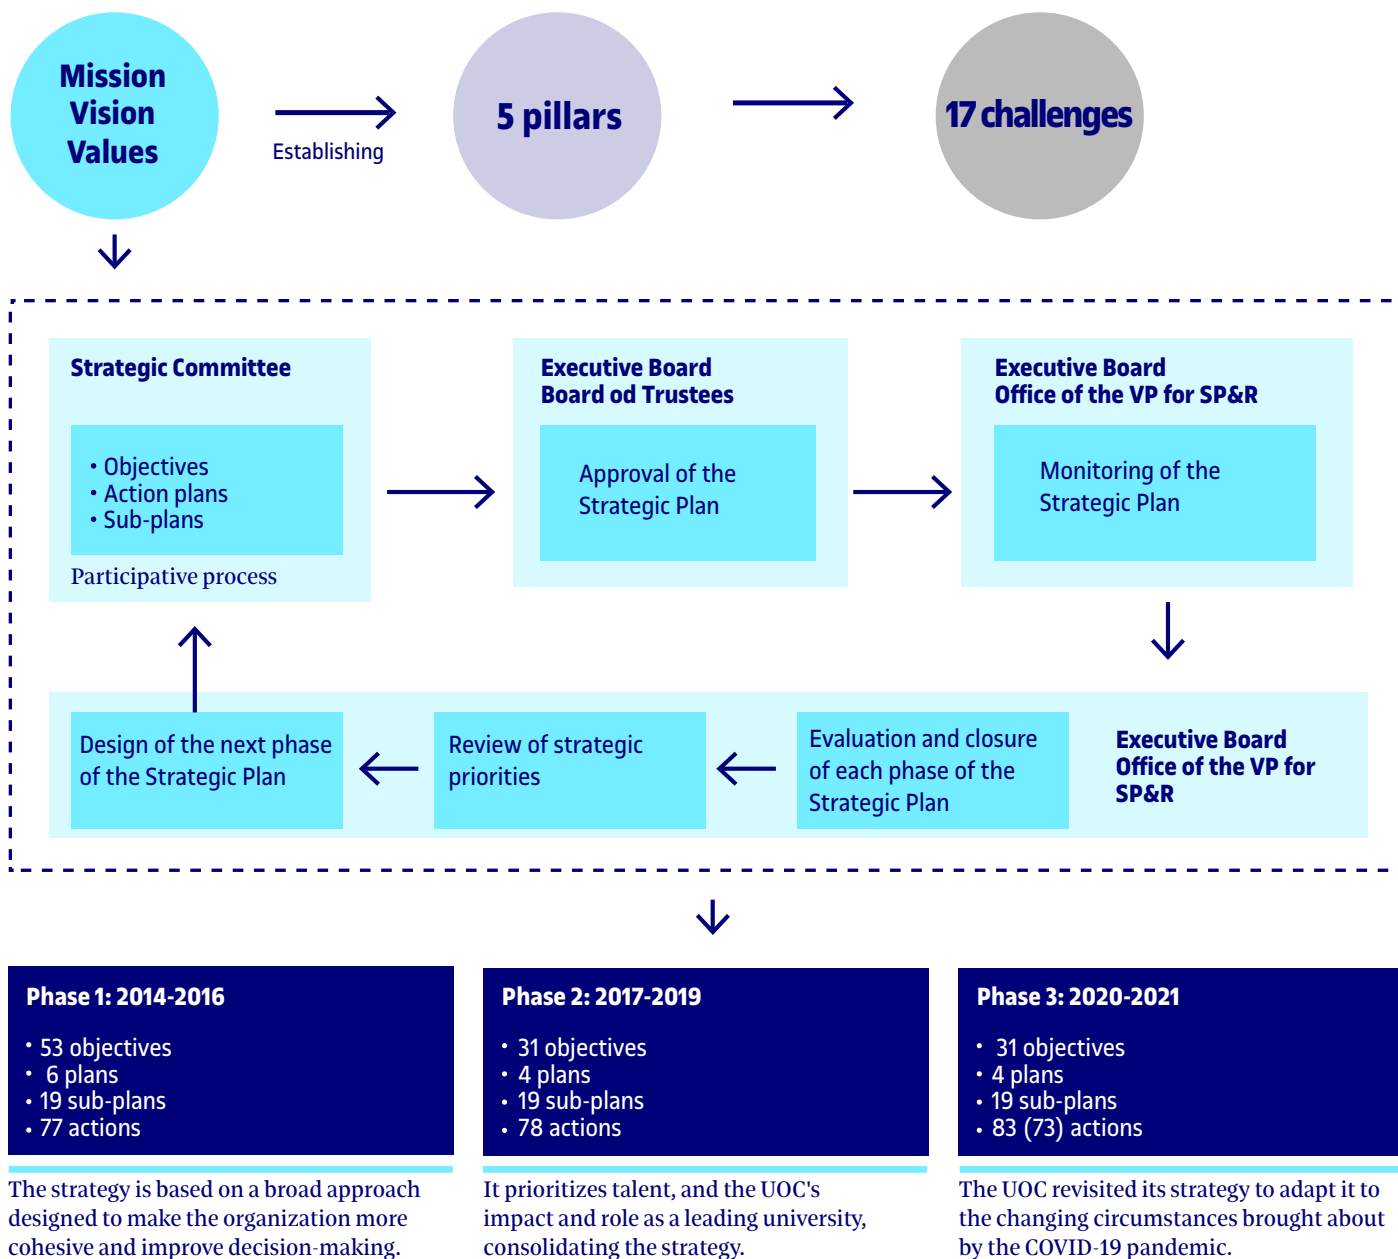 Mission
Vision
Values
Establishing
5 pillars
17 challenges
Strategic Committee
• Objectives
• Action plans
• Sub-plans
Participative process
Executive Board
Board od Trustees
Approval of the
Strategic Plan
Executive Board
Office of the VP for SP&R
Monitoring of the
Strategic Plan
Design of the next phase
of the Strategic Plan
Review of strategic
priorities
Evaluation and closure
of each phase of the
Strategic Plan
Executive Board
Office of the VP for
SP&R
Phase 1: 2014-2016
• 53 objectives
• 6 plans
• 19 sub-plans
• 77 actions
The strategy is based on a broad approach
designed to make the organization more
cohesive and improve decision-making.
Phase 2: 2017-2019
• 31 objectives
• 4 plans
• 19 sub-plans
• 78 actions
It prioritizes talent, and the UOC's
impact and role as a leading university,
consolidating the strategy.
Phase 3: 2020-2021
• 31 objectives
• 4 plans
• 19 sub-plans
• 83 (73) actions
The UOC revisited its strategy to adapt it to
the changing circumstances brought about
by the COVID-19 pandemic.